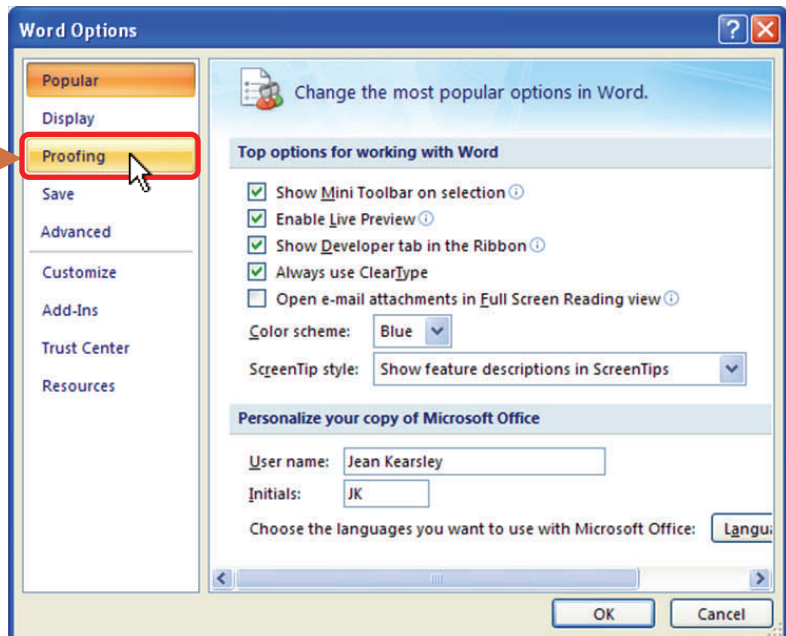 Word Options
Popular
Display
Proofing
Save
Advanced
Customize
Add-Ins
Trust Center
Resources
Change the most popular options in Word.
Top options for working with Word
Show Mini Toolbar on selection
Enable Live Preview
Show Developer tab in the Ribbon
Always use ClearType
Open e-mail attachments in Full Screen Reading view
Color scheme: Blue
ScreenTip style: Show feature descriptions in ScreenTips
Personalize your copy of Microsoft Office
User name: Jean Kearsley
Initials: JK
Choose the languages you want to use with Microsoft Office: Langua
OK Cancel